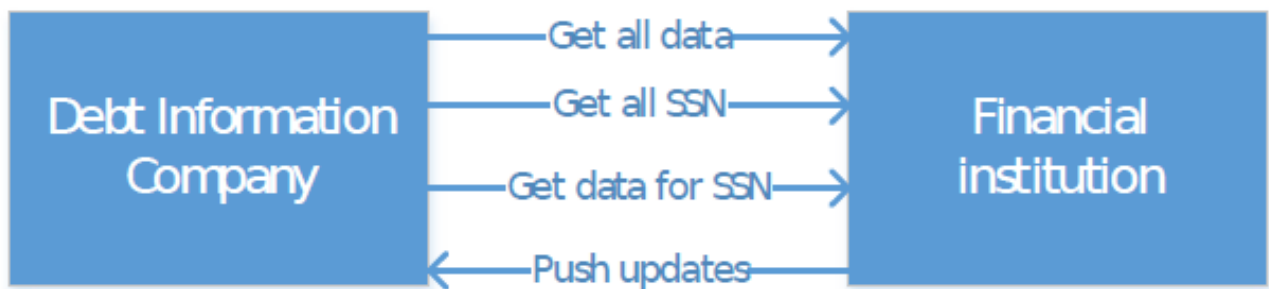 Debt Information
Company
Get all data
Get all SSN
Get data for SSN
Push updates
Financial
institution